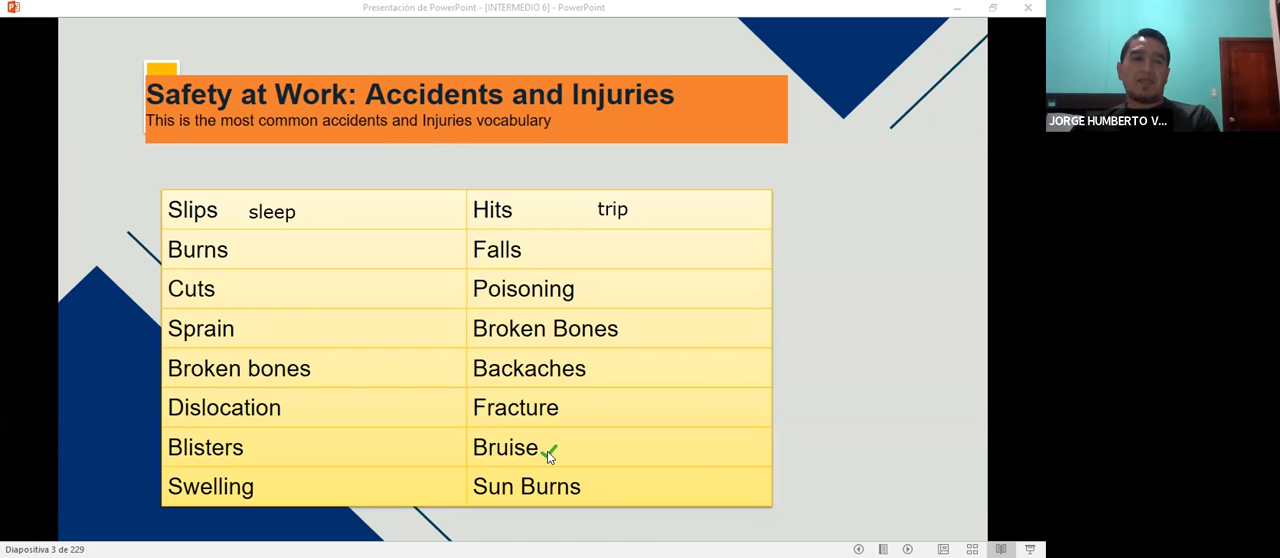 Presentación de PowerPoint - [INTERMEDIO 6] - PowerPoint
Safety at Work: Accidents and Injuries
This is the most common accidents and Injuries vocabulary
Slips sleep Hits trip
Burns Falls
Cuts Poisoning
Sprain Broken Bones
Broken bones Backaches
Dislocation Fracture
Blisters Bruise
Swelling Sun Burns
JORGE HUMBERTO V...
Diapositiva 3 de 229